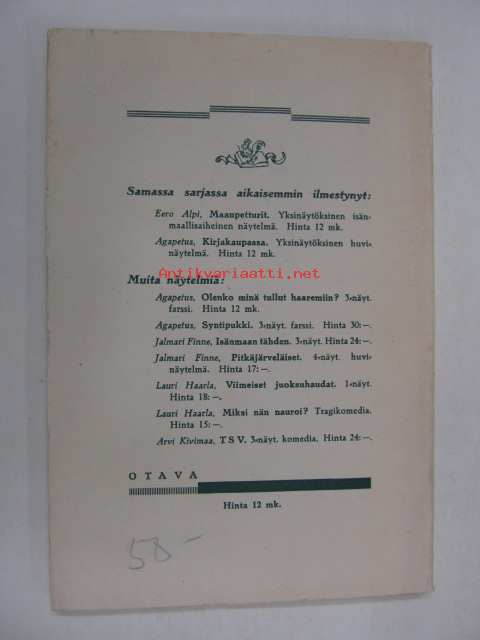 Samassa sarjassa aikaisemmin ilmestynyt:
Eero Alpi, Maanpetturit. Yksinäytöksinen isän-
maallisaiheinen näytelmä. Hinta 12 mk.
Agapetus, Kirjakaupassa. Yksinäytöksinen huvi-
näytelmä. Hinta 12 mk.
Antikvariaatti.net
Muita näytelmiä:
Agapetus, Olenko minä tullut haaremiin? 3-näyt.
farssi. Hinta 12 mk.
Agapetus, Syntipukki. 3-näyt. farssi. Hinta 30:—.
Jalmari Finne, Isänmaan tähden. 3-näyt. Hinta 24:—.
Jalmari Finne, Pitkäjärveläiset. 4-näyt. huvi-
näytelmä. Hinta 17:—.
Lauri Haarla, Viimeiset juoksuhaudat. 1-näyt.
Hinta 18:—.
Lauri Haarla, Miksi nän nauroi? Tragikomedia.
Hinta 15:—.
Arvi Kivimaa, TSV. 3-näyt. komedia. Hinta 24:—.
OTAVA
Hinta 12 mk.
58-